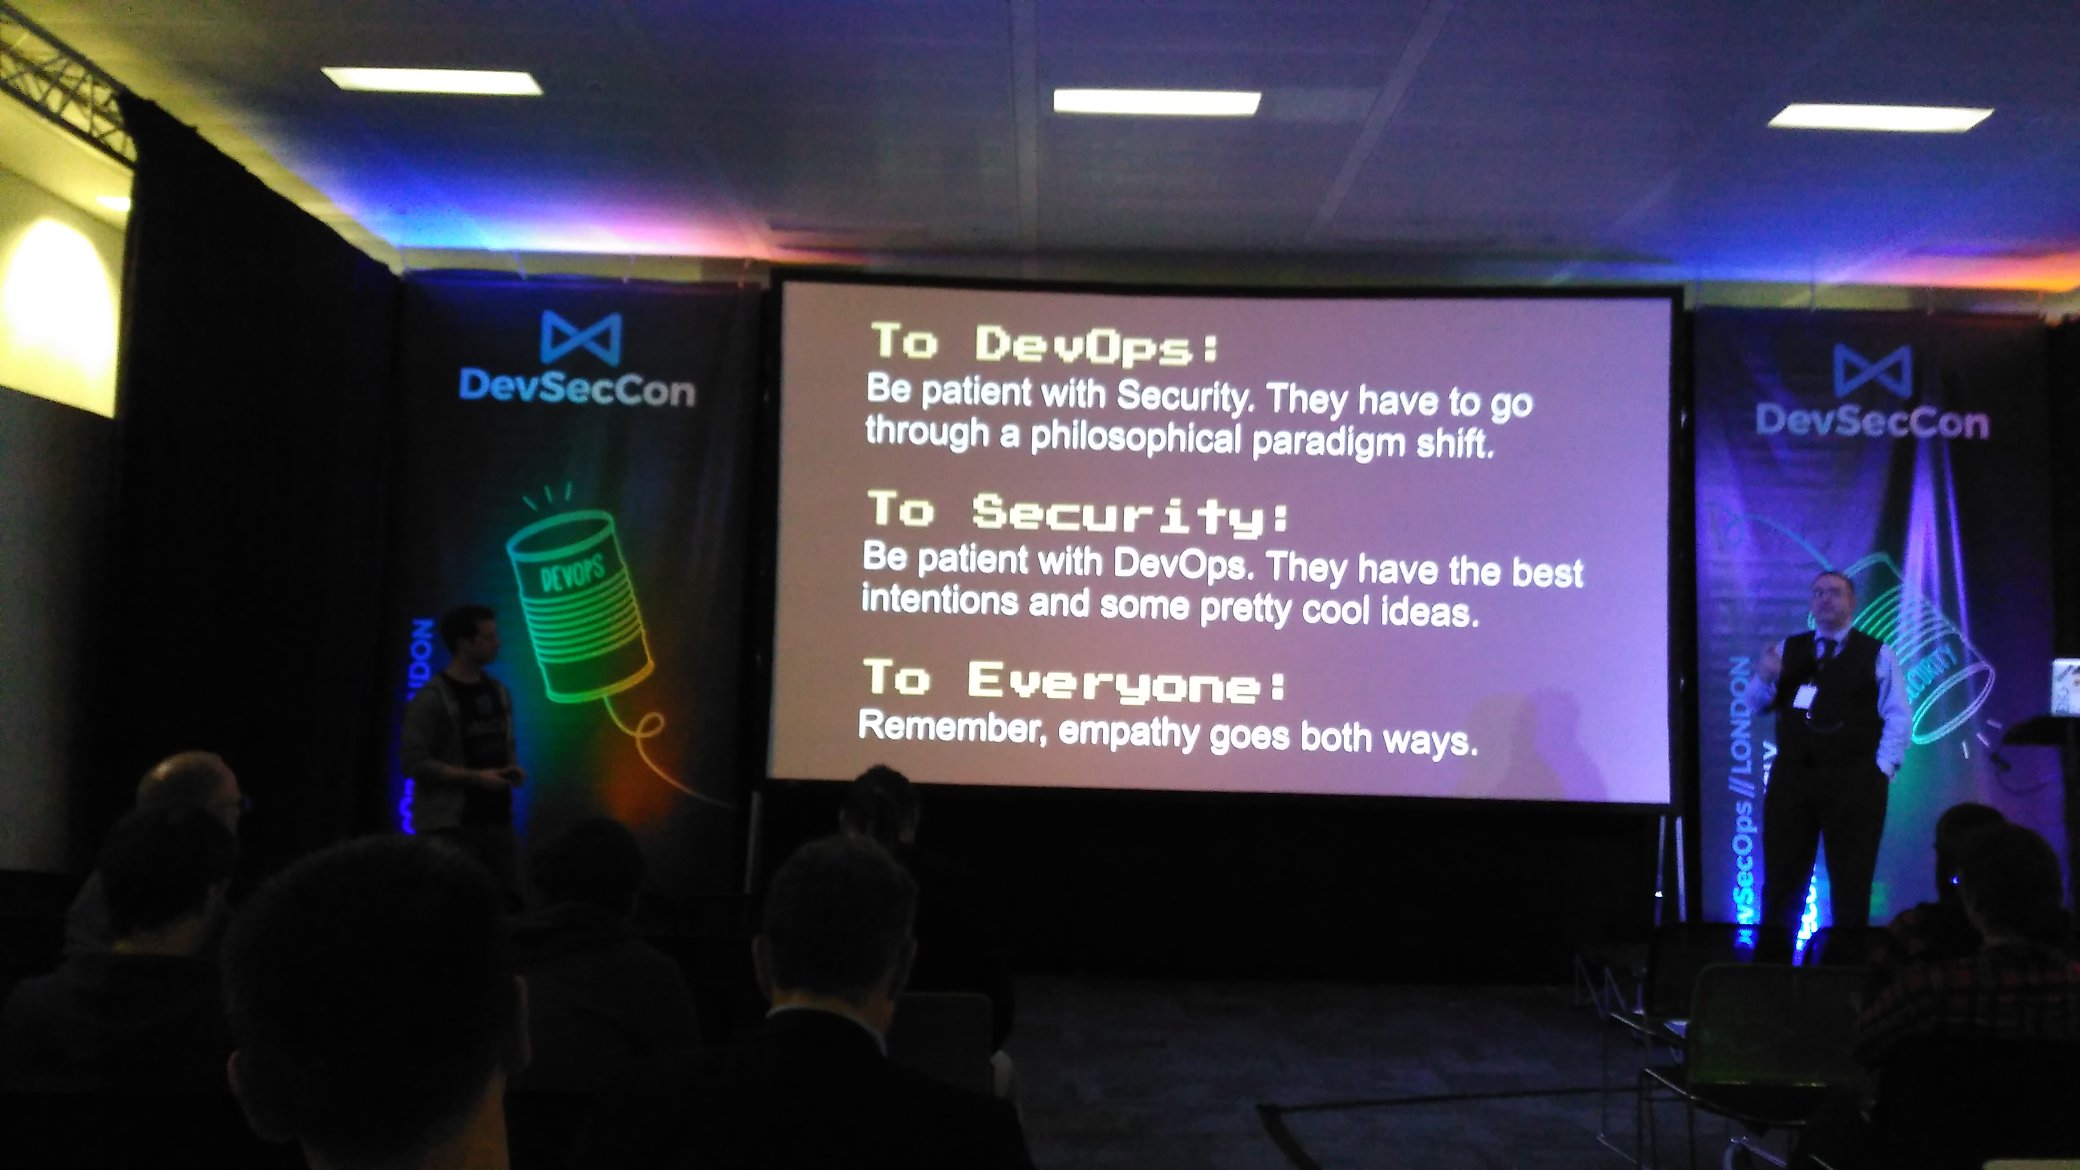 DevSecCon
DEVOPS
To DevOps:
Be patient with Security. They have to go
through a philosophical paradigm shift.
To Security:
Be patient with DevOps. They have the best
intentions and some pretty cool ideas.
To Everyone:
Remember, empathy goes both ways.
DevSecCon
DevSecOps//LONDON